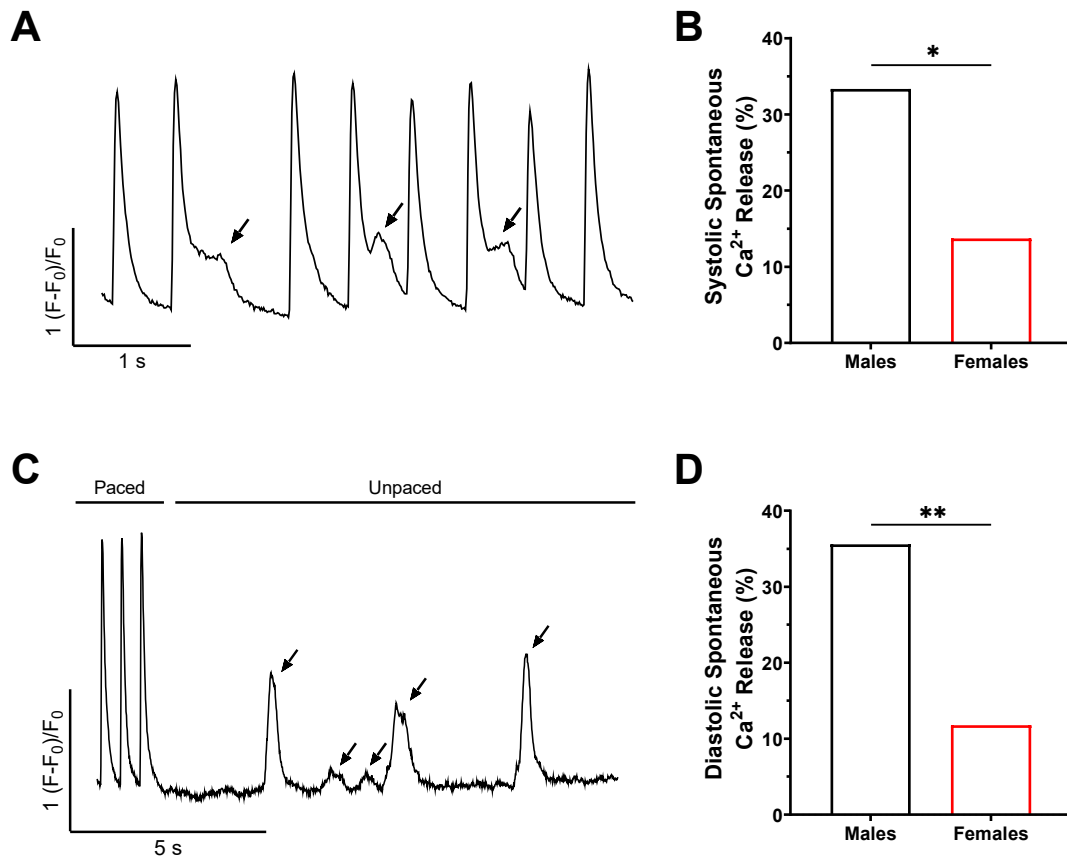 A
1 (F-F₀)/F₀
1 s
B
Systolic Spontaneous
Ca²⁺ Release (%)
40
30
20
10
0
*
Males
Females
C
Paced
Unpaced
1 (F-F₀)/F₀
5 s
D
Diastolic Spontaneous
Ca²⁺ Release (%)
40
30
20
10
0
**
Males
Females